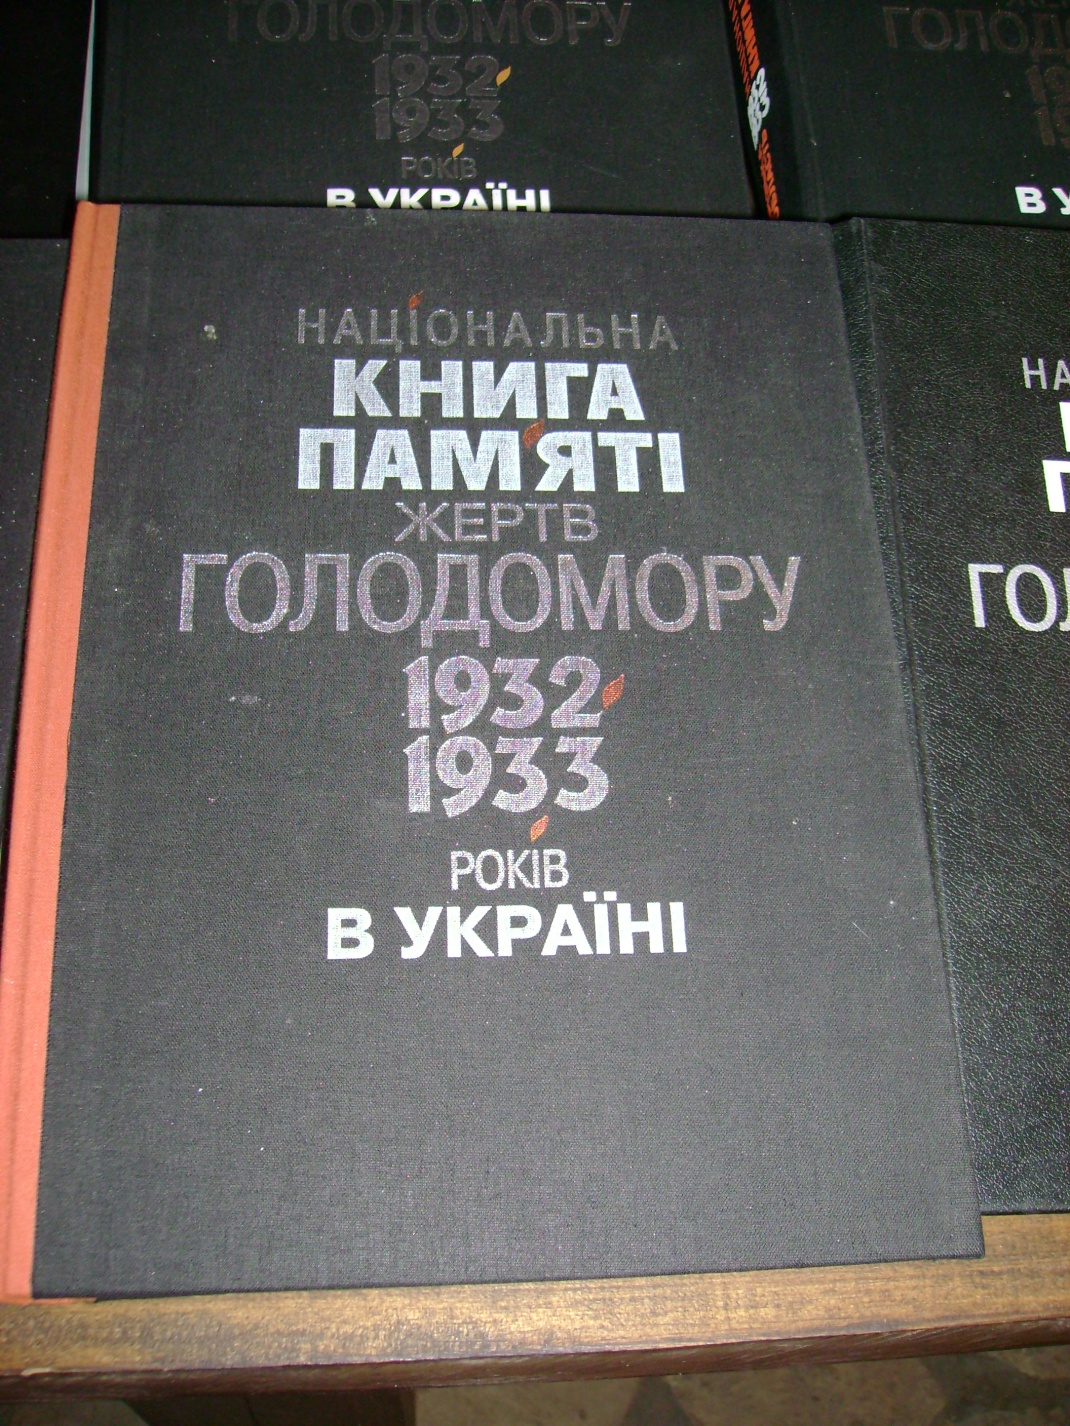 ГОЛОДОМОРУ
1932
1933
РОКІВ
В УКРАЇНІ
НАЦІОНАЛЬНА
КНИГА
ПАМ'ЯТІ
ЖЕРТВ
ГОЛОДОМОРУ
1932
1933
РОКІВ
В УКРАЇНІ